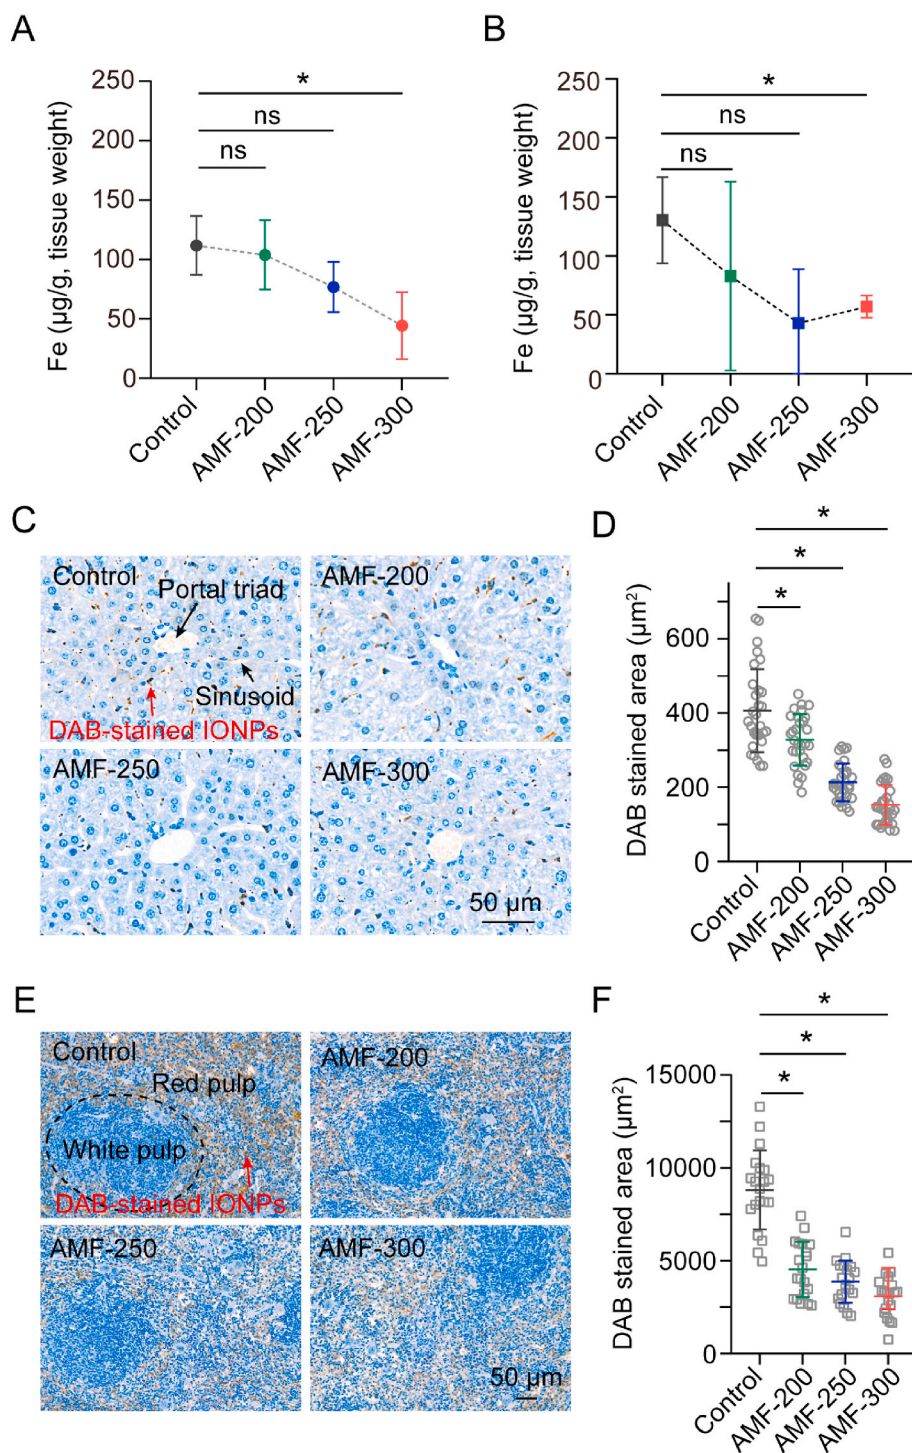 A
Fe (µg/g, tissue weight)
250
200
150
100
50
0
*
ns
ns
Control
AMF-200
AMF-250
AMF-300
B
Fe (µg/g, tissue weight)
250
200
150
100
50
0
*
ns
ns
Control
AMF-200
AMF-250
AMF-300
C
Control
Portal triad
Sinusoid
DAB-stained IONPs
AMF-200
AMF-250
AMF-300
50 µm
D
DAB stained area (µm²)
600
400
200
0
*
*
*
Control
AMF-200
AMF-250
AMF-300
E
Control
Red pulp
White pulp
DAB-stained IONPs
AMF-200
AMF-250
AMF-300
50 µm
F
DAB stained area (µm²)
15000
10000
5000
0
*
*
*
Control
AMF-200
AMF-250
AMF-300